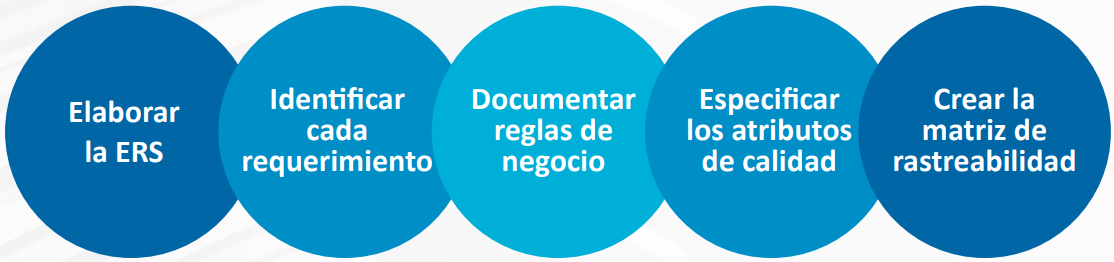 Elaborar
la ERS
Identificar
cada
requerimiento
Documentar
reglas de
negocio
Especificar
los atributos
de calidad
Crear la
matriz de
rastreabilidad